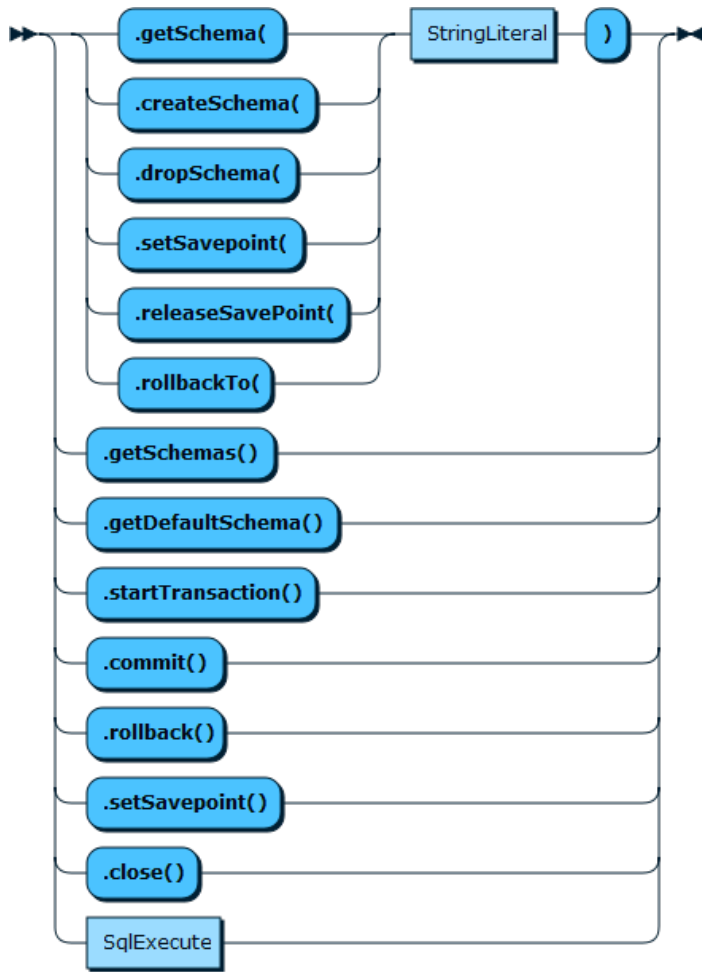 .getSchema( StringLiteral )
.createSchema(
.dropSchema(
.setSavepoint(
.releaseSavePoint(
.rollbackTo(
.getSchemas()
.getDefaultSchema()
.startTransaction()
.commit()
.rollback()
.setSavepoint()
.close()
SqlExecute